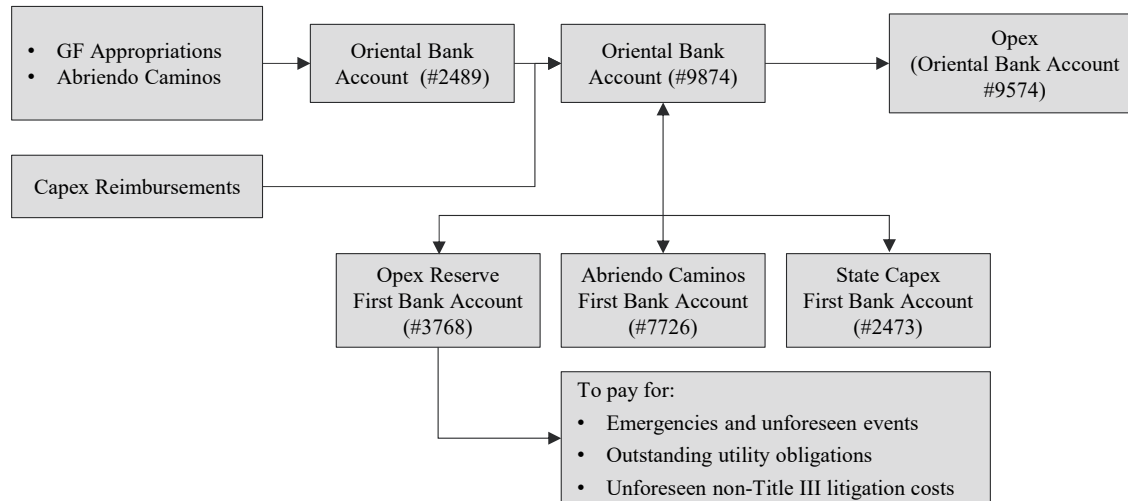 • GF Appropriations
• Abriendo Caminos
Oriental Bank
Account (#2489)
Oriental Bank
Account (#9874)
Opex
(Oriental Bank Account
#9574)
Capex Reimbursements
Opex Reserve
First Bank Account
(#3768)
Abriendo Caminos
First Bank Account
(#7726)
State Capex
First Bank Account
(#2473)
To pay for:
• Emergencies and unforeseen events
• Outstanding utility obligations
• Unforeseen non-Title III litigation costs